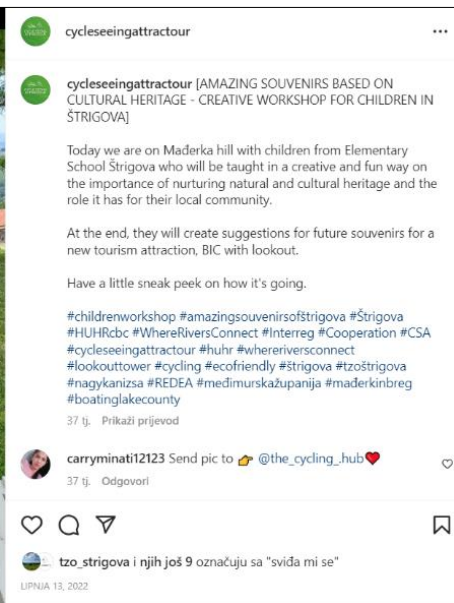 cycleseeingattractour
cycleseeingattractour [AMAZING SOUVENIRS BASED ON
CULTURAL HERITAGE - CREATIVE WORKSHOP FOR CHILDREN IN
ŠTRIGOVA]
Today we are on Mađerka hill with children from Elementary
School Štrigova who will be taught in a creative and fun way on
the importance of nurturing natural and cultural heritage and the
role it has for their local community.
At the end, they will create suggestions for future souvenirs for a
new tourism attraction, BIC with lookout.
Have a little sneak peek on how it's going.
#childrenworkshop #amazingsouvenirsofštrigova #Štrigova
#HUHRcbc #WhereRiversConnect #Interreg #Cooperation #CSA
#cycleseeingattractour #huhr #whereriversconnect
#lookouttower #cycling #ecofriendly #štrigova #tzoštrigova
#nagykanizsa #REDEA #međimurskažupanija #mađerkinbreg
#boatinglakecounty
37 tj. Prikaži prijevod
carryminati12123 Send pic to 👉 @the_cycling_.hub❤️
37 tj. Odgovori
tzo_strigova i njih još 9 označuju sa "sviđa mi se"
LIPNJA 13, 2022